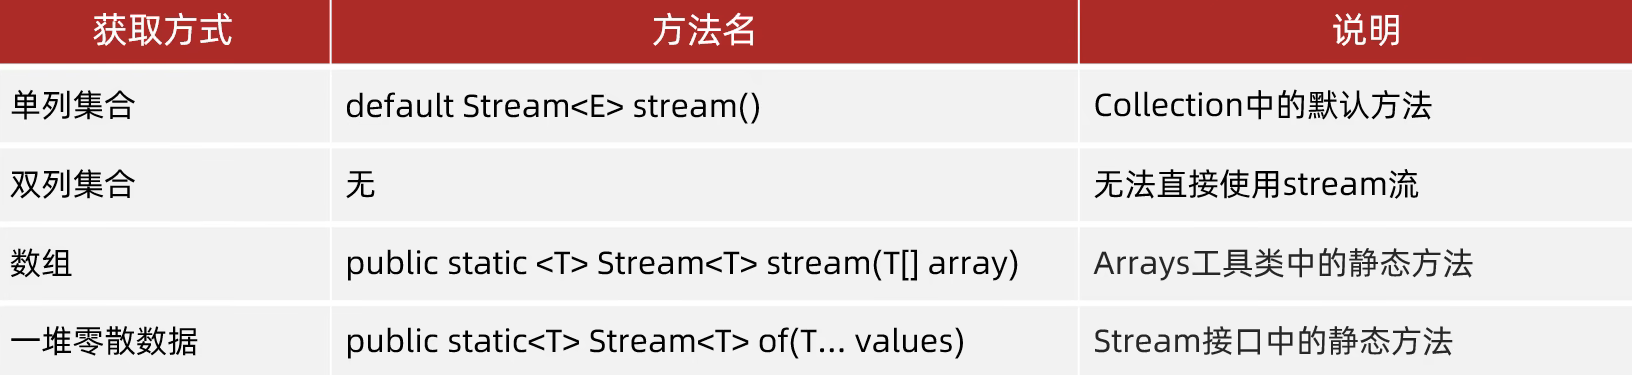 获取方式 方法名 说明
单列集合 default Stream<E> stream() Collection中的默认方法
双列集合 无 无法直接使用stream流
数组 public static <T> Stream<T> stream(T[] array) Arrays工具类中的静态方法
一堆零散数据 public static<T> Stream<T> of(T... values) Stream接口中的静态方法